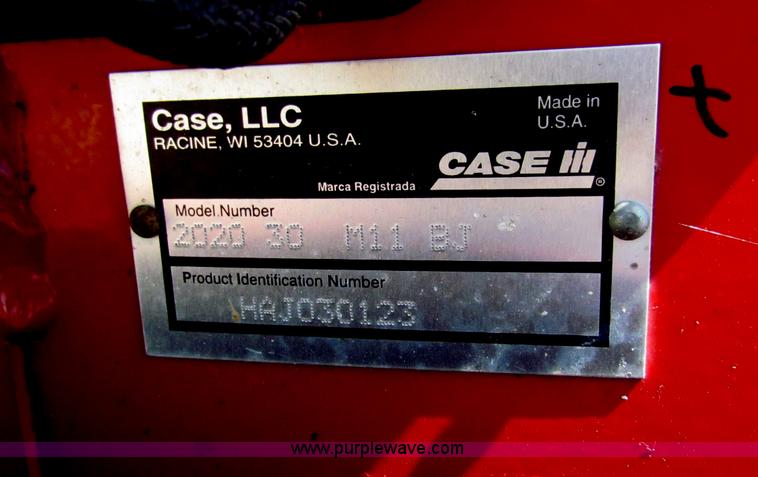 Case, LLC
RACINE, WI 53404 U.S.A.
Made in
U.S.A.
CASE IH ®
Marca Registrada
Model Number
2020 30 M11 BJ
Product Identification Number
HAJ030123
X
www.purplewave.com